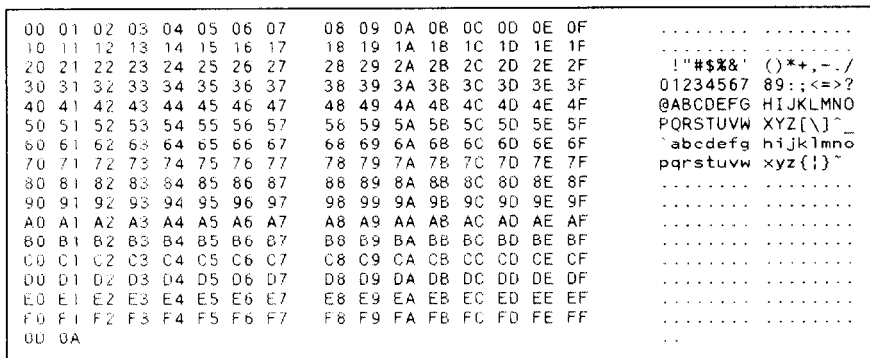 00 01 02 03 04 05 06 07 08 09 0A 0B 0C 0D 0E 0F ........ ........
10 11 12 13 14 15 16 17 18 19 1A 1B 1C 1D 1E 1F ........ ........
20 21 22 23 24 25 26 27 28 29 2A 2B 2C 2D 2E 2F  !"#$%&' ()*+,-./
30 31 32 33 34 35 36 37 38 39 3A 3B 3C 3D 3E 3F 01234567 89:;<=>?
40 41 42 43 44 45 46 47 48 49 4A 4B 4C 4D 4E 4F @ABCDEFG HIJKLMNO
50 51 52 53 54 55 56 57 58 59 5A 5B 5C 5D 5E 5F PQRSTUVW XYZ[\]^_
60 61 62 63 64 65 66 67 68 69 6A 6B 6C 6D 6E 6F `abcdefg hijklmno
70 71 72 73 74 75 76 77 78 79 7A 7B 7C 7D 7E 7F pqrstuvw xyz{|}~
80 81 82 83 84 85 86 87 88 89 8A 8B 8C 8D 8E 8F ........ ........
90 91 92 93 94 95 96 97 98 99 9A 9B 9C 9D 9E 9F ........ ........
A0 A1 A2 A3 A4 A5 A6 A7 A8 A9 AA AB AC AD AE AF ........ ........
B0 B1 B2 B3 B4 B5 B6 B7 B8 B9 BA BB BC BD BE BF ........ ........
C0 C1 C2 C3 C4 C5 C6 C7 C8 C9 CA CB CC CD CE CF ........ ........
D0 D1 D2 D3 D4 D5 D6 D7 D8 D9 DA DB DC DD DE DF ........ ........
E0 E1 E2 E3 E4 E5 E6 E7 E8 E9 EA EB EC ED EE EF ........ ........
F0 F1 F2 F3 F4 F5 F6 F7 F8 F9 FA FB FC FD FE FF ........ ........
0D 0A ..